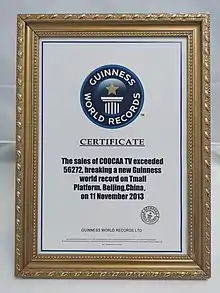 GUINNESS
WORLD RECORDS
TM
CERTIFICATE
The sales of COOCAA TV exceeded
56272, breaking a new Guinness
world record on Tmall
Platform, Beijing,China,
on 11 November 2013
GUINNESS WORLD RECORDS LTD